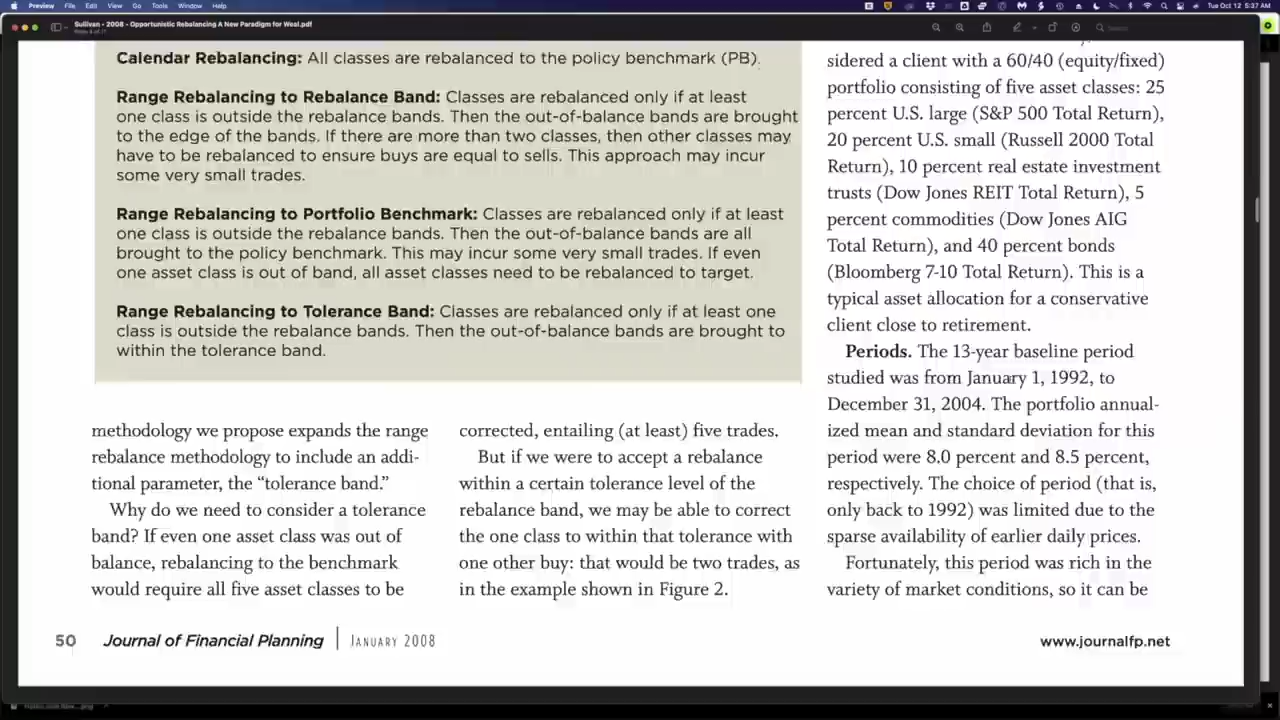 Preview File Edit View Go Tools Window Help
Tue Oct 12 5:37 AM
Sullivan - 2008 - Opportunistic Rebalancing A New Paradigm for Weal.pdf
Search
Calendar Rebalancing: All classes are rebalanced to the policy benchmark (PB).
Range Rebalancing to Rebalance Band: Classes are rebalanced only if at least
one class is outside the rebalance bands. Then the out-of-balance bands are brought
to the edge of the bands. If there are more than two classes, then other classes may
have to be rebalanced to ensure buys are equal to sells. This approach may incur
some very small trades.
Range Rebalancing to Portfolio Benchmark: Classes are rebalanced only if at least
one class is outside the rebalance bands. Then the out-of-balance bands are all
brought to the policy benchmark. This may incur some very small trades. If even
one asset class is out of band, all asset classes need to be rebalanced to target.
Range Rebalancing to Tolerance Band: Classes are rebalanced only if at least one
class is outside the rebalance bands. Then the out-of-balance bands are brought to
within the tolerance band.
methodology we propose expands the range
rebalance methodology to include an addi-
tional parameter, the “tolerance band.”
Why do we need to consider a tolerance
band? If even one asset class was out of
balance, rebalancing to the benchmark
would require all five asset classes to be
corrected, entailing (at least) five trades.
But if we were to accept a rebalance
within a certain tolerance level of the
rebalance band, we may be able to correct
the one class to within that tolerance with
one other buy: that would be two trades, as
in the example shown in Figure 2.
sidered a client with a 60/40 (equity/fixed)
portfolio consisting of five asset classes: 25
percent U.S. large (S&P 500 Total Return),
20 percent U.S. small (Russell 2000 Total
Return), 10 percent real estate investment
trusts (Dow Jones REIT Total Return), 5
percent commodities (Dow Jones AIG
Total Return), and 40 percent bonds
(Bloomberg 7-10 Total Return). This is a
typical asset allocation for a conservative
client close to retirement.
Periods. The 13-year baseline period
studied was from January 1, 1992, to
December 31, 2004. The portfolio annual-
ized mean and standard deviation for this
period were 8.0 percent and 8.5 percent,
respectively. The choice of period (that is,
only back to 1992) was limited due to the
sparse availability of earlier daily prices.
Fortunately, this period was rich in the
variety of market conditions, so it can be
50 Journal of Financial Planning | JANUARY 2008
www.journalfp.net